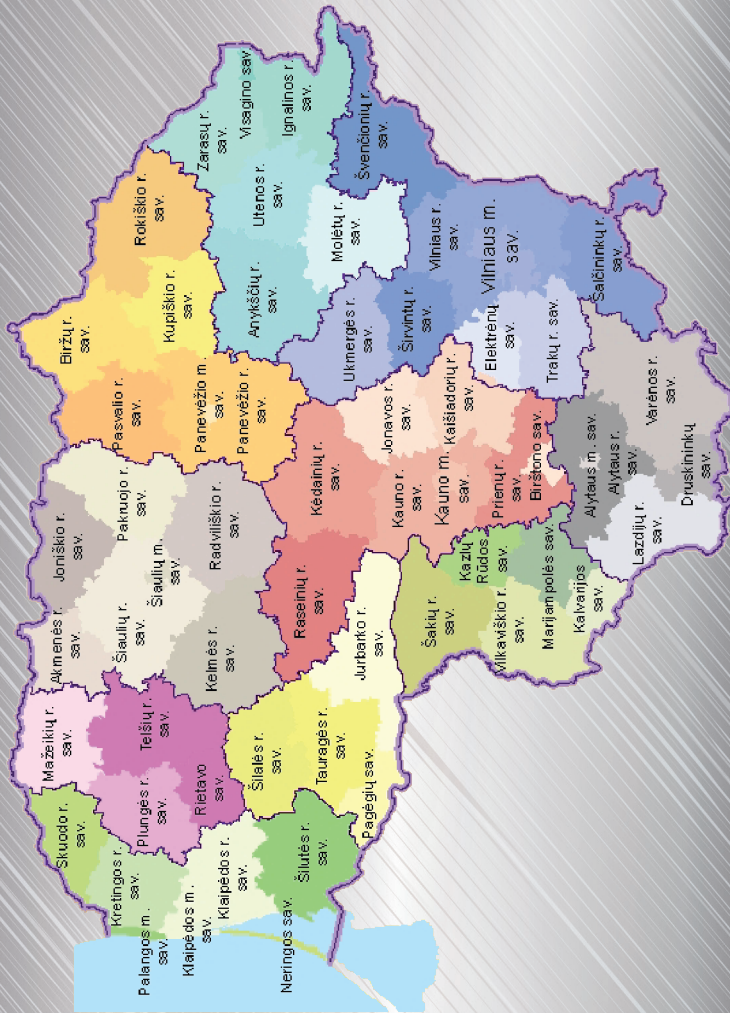 Skuodo r.
sav.
Mažeikių r.
sav.
Akmenės r.
sav.
Joniškio r.
sav.
Biržų r.
sav.
Kretingos r.
sav.
Palangos m.
sav.
Plungės r.
sav.
Telšių r.
sav.
Šiaulių r.
sav.
Šiaulių m.
sav.
Pakruojo r.
sav.
Pasvalio r.
sav.
Rokiškio r.
sav.
Kupiškio r.
sav.
Klaipėdos m.
sav.
Klaipėdos r.
sav.
Rietavo
sav.
Kelmės r.
sav.
Radviliškio r.
sav.
Panevėžio m.
sav.
Panevėžio r.
sav.
Zarasų r.
sav.
Visagino sav
Ignalinos r.
sav.
Utenos r.
sav.
Anykščių r.
sav.
Molėtų r.
sav.
Švenčionių r.
sav.
Neringos sav.
Šilutės r.
sav.
Šilalės r.
sav.
Tauragės r.
sav.
Pagėgių sav.
Jurbarko r.
sav.
Raseinių r.
sav.
Kėdainių r.
sav.
Jonavos r.
sav.
Ukmergės r.
sav.
Širvintų r.
sav.
Vilniaus r.
sav.
Vilniaus m.
sav.
Kauno r.
sav.
Kauno m.
sav.
Kaišiadorių r.
sav.
Elektrėnų
sav.
Trakų r. sav.
Šalčininkų r.
sav.
Šakių r.
sav.
Kazlų
Rūdos
sav.
Vilkaviškio r.
sav.
Marijampolės sav.
Kalvarijos
sav.
Prienų r.
sav.
Birštono sav.
Alytaus m. sav.
Alytaus r.
sav.
Lazdijų r.
sav.
Varėnos r.
sav.
Druskininkų
sav.